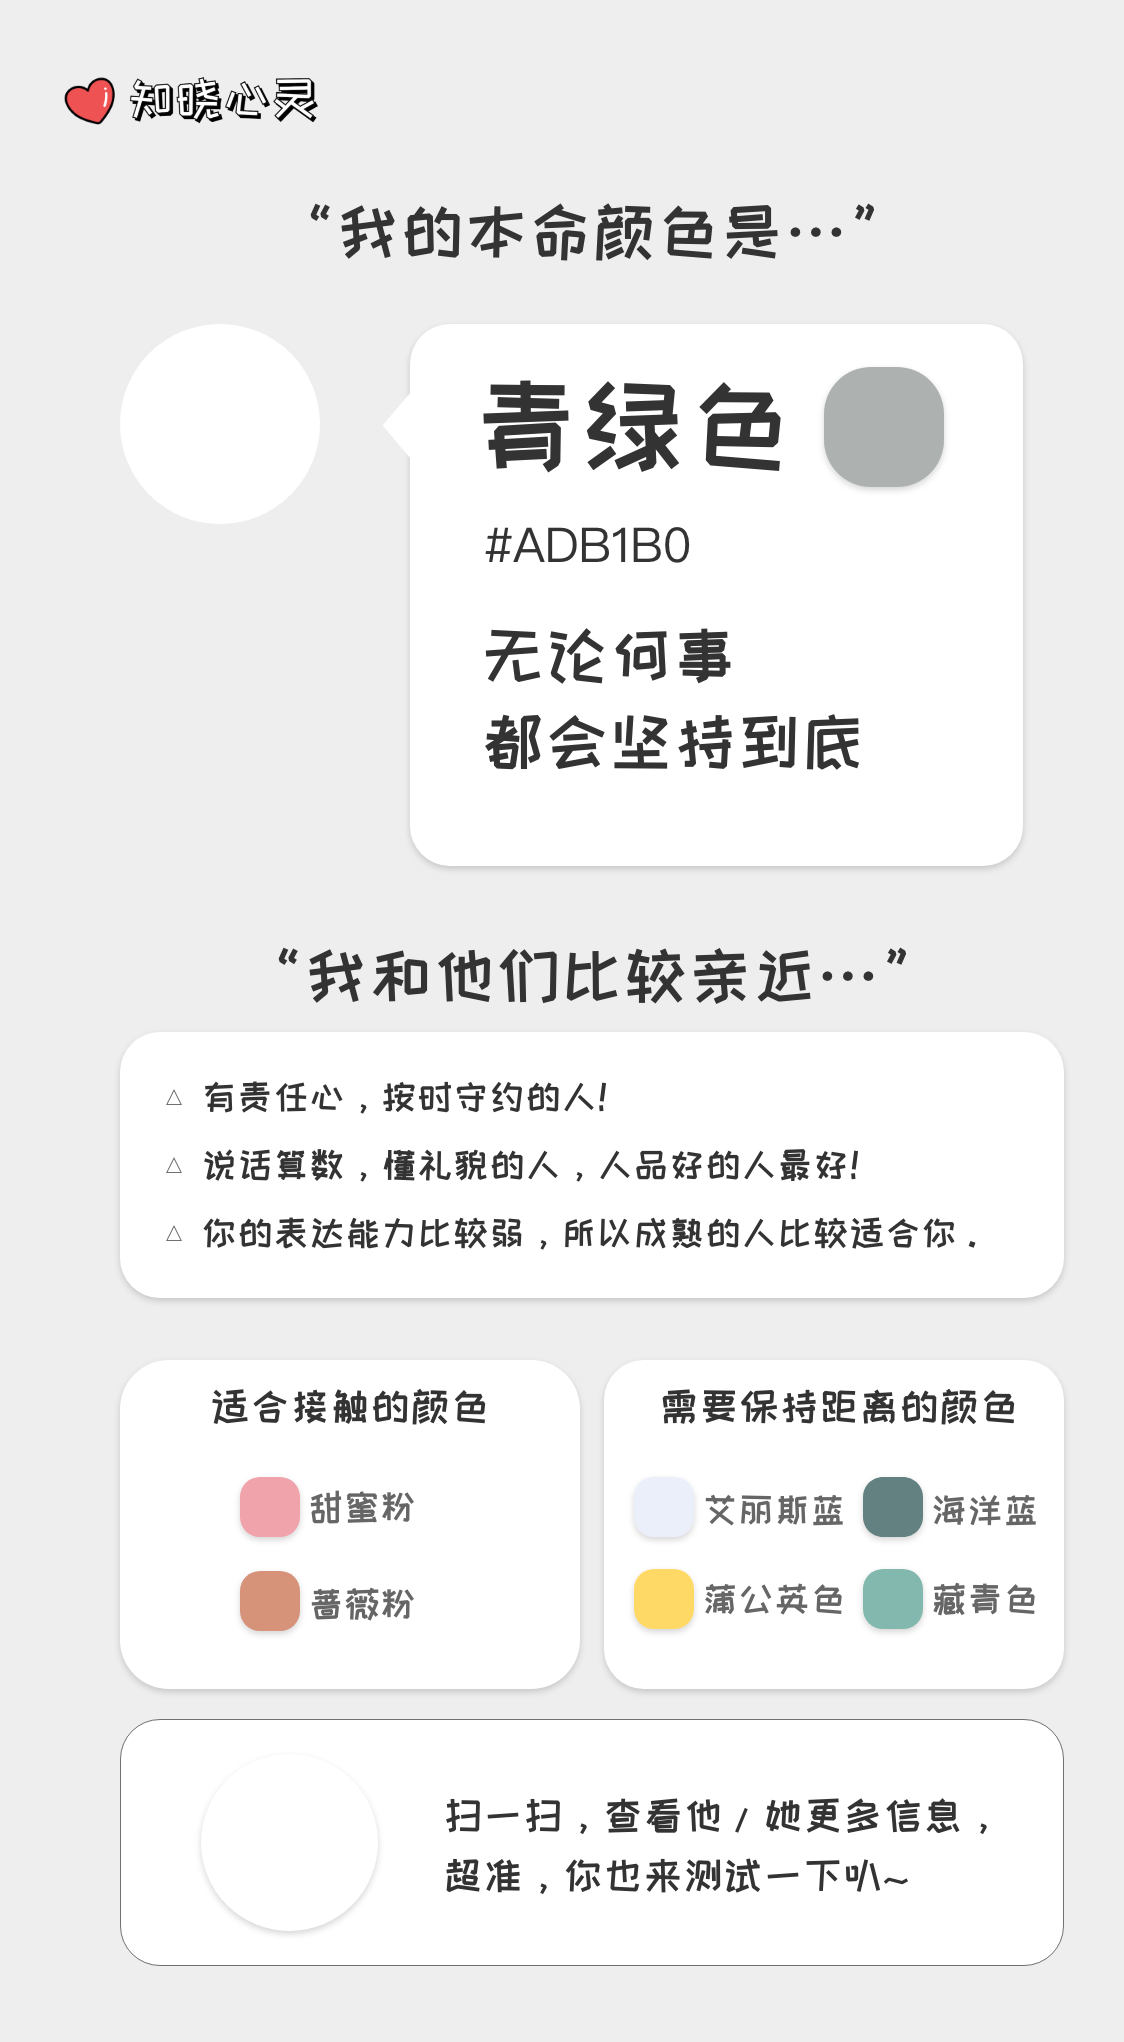 知晓心灵
“我的本命颜色是…”
青绿色
#ADB1B0
无论何事
都会坚持到底
“我和他们比较亲近…”
△ 有责任心，按时守约的人!
△ 说话算数，懂礼貌的人，人品好的人最好!
△ 你的表达能力比较弱，所以成熟的人比较适合你．
适合接触的颜色
甜蜜粉
蔷薇粉
需要保持距离的颜色
艾丽斯蓝 海洋蓝
蒲公英色 藏青色
扫一扫，查看他/她更多信息，
超准，你也来测试一下叭~